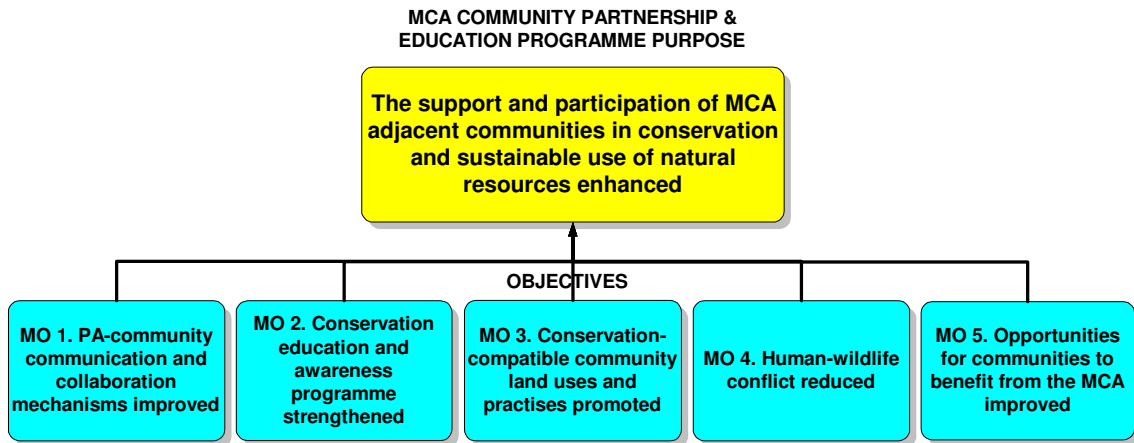 MCA COMMUNITY PARTNERSHIP &
EDUCATION PROGRAMME PURPOSE
The support and participation of MCA
adjacent communities in conservation
and sustainable use of natural
resources enhanced
OBJECTIVES
MO 1. PA-community
communication and
collaboration
mechanisms improved
MO 2. Conservation
education and
awareness
programme
strengthened
MO 3. Conservation-
compatible community
land uses and
practises promoted
MO 4. Human-wildlife
conflict reduced
MO 5. Opportunities
for communities to
benefit from the MCA
improved